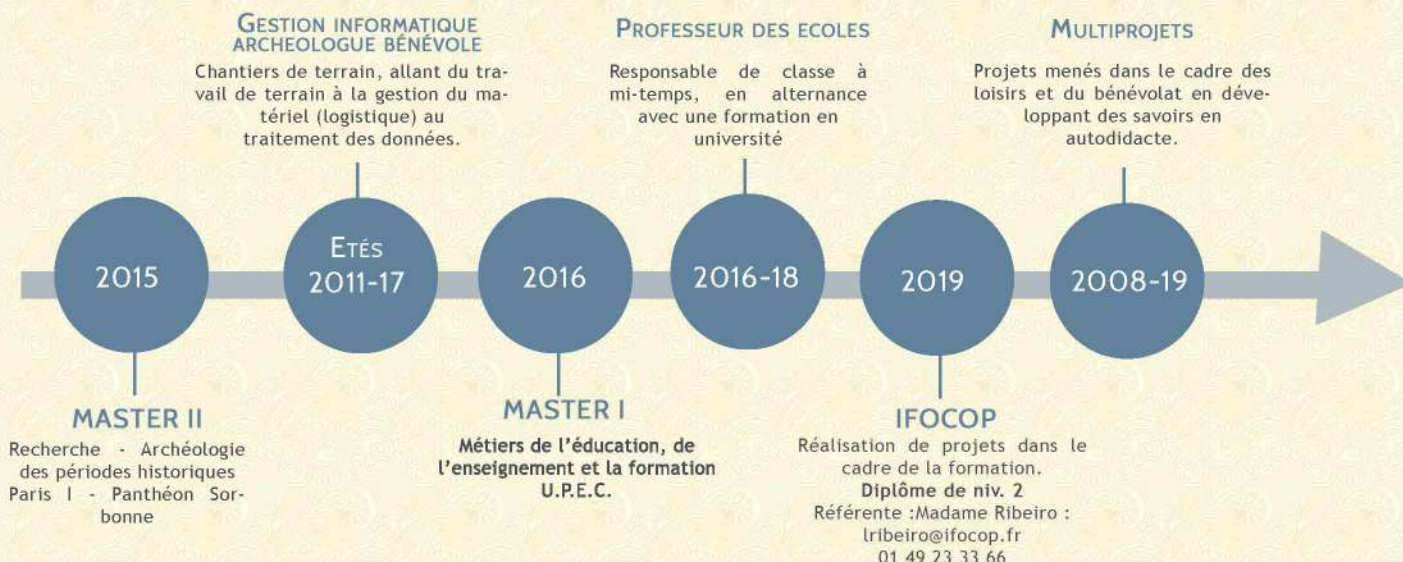 GESTION INFORMATIQUE
ARCHEOLOGUE BÉNÉVOLE
Chantiers de terrain, allant du tra-
vail de terrain à la gestion du ma-
tériel (logistique) au
traitement des données.
PROFESSEUR DES ECOLES
Responsable de classe à
mi-temps, en alternance
avec une formation en
université
MULTIPROJETS
Projets menés dans le cadre des
loisirs et du bénévolat en déve-
loppant des savoirs en
autodidacte.
2015
ETÉS
2011-17
2016
2016-18
2019
2008-19
MASTER II
Recherche - Archéologie
des périodes historiques
Paris I - Panthéon Sor-
bonne
MASTER I
Métiers de l'éducation, de
l'enseignement et la formation
U.P.E.C.
IFOCOP
Réalisation de projets dans le
cadre de la formation.
Diplôme de niv. 2
Référente :Madame Ribeiro :
lribeiro@ifocop.fr
01 49 23 33 66